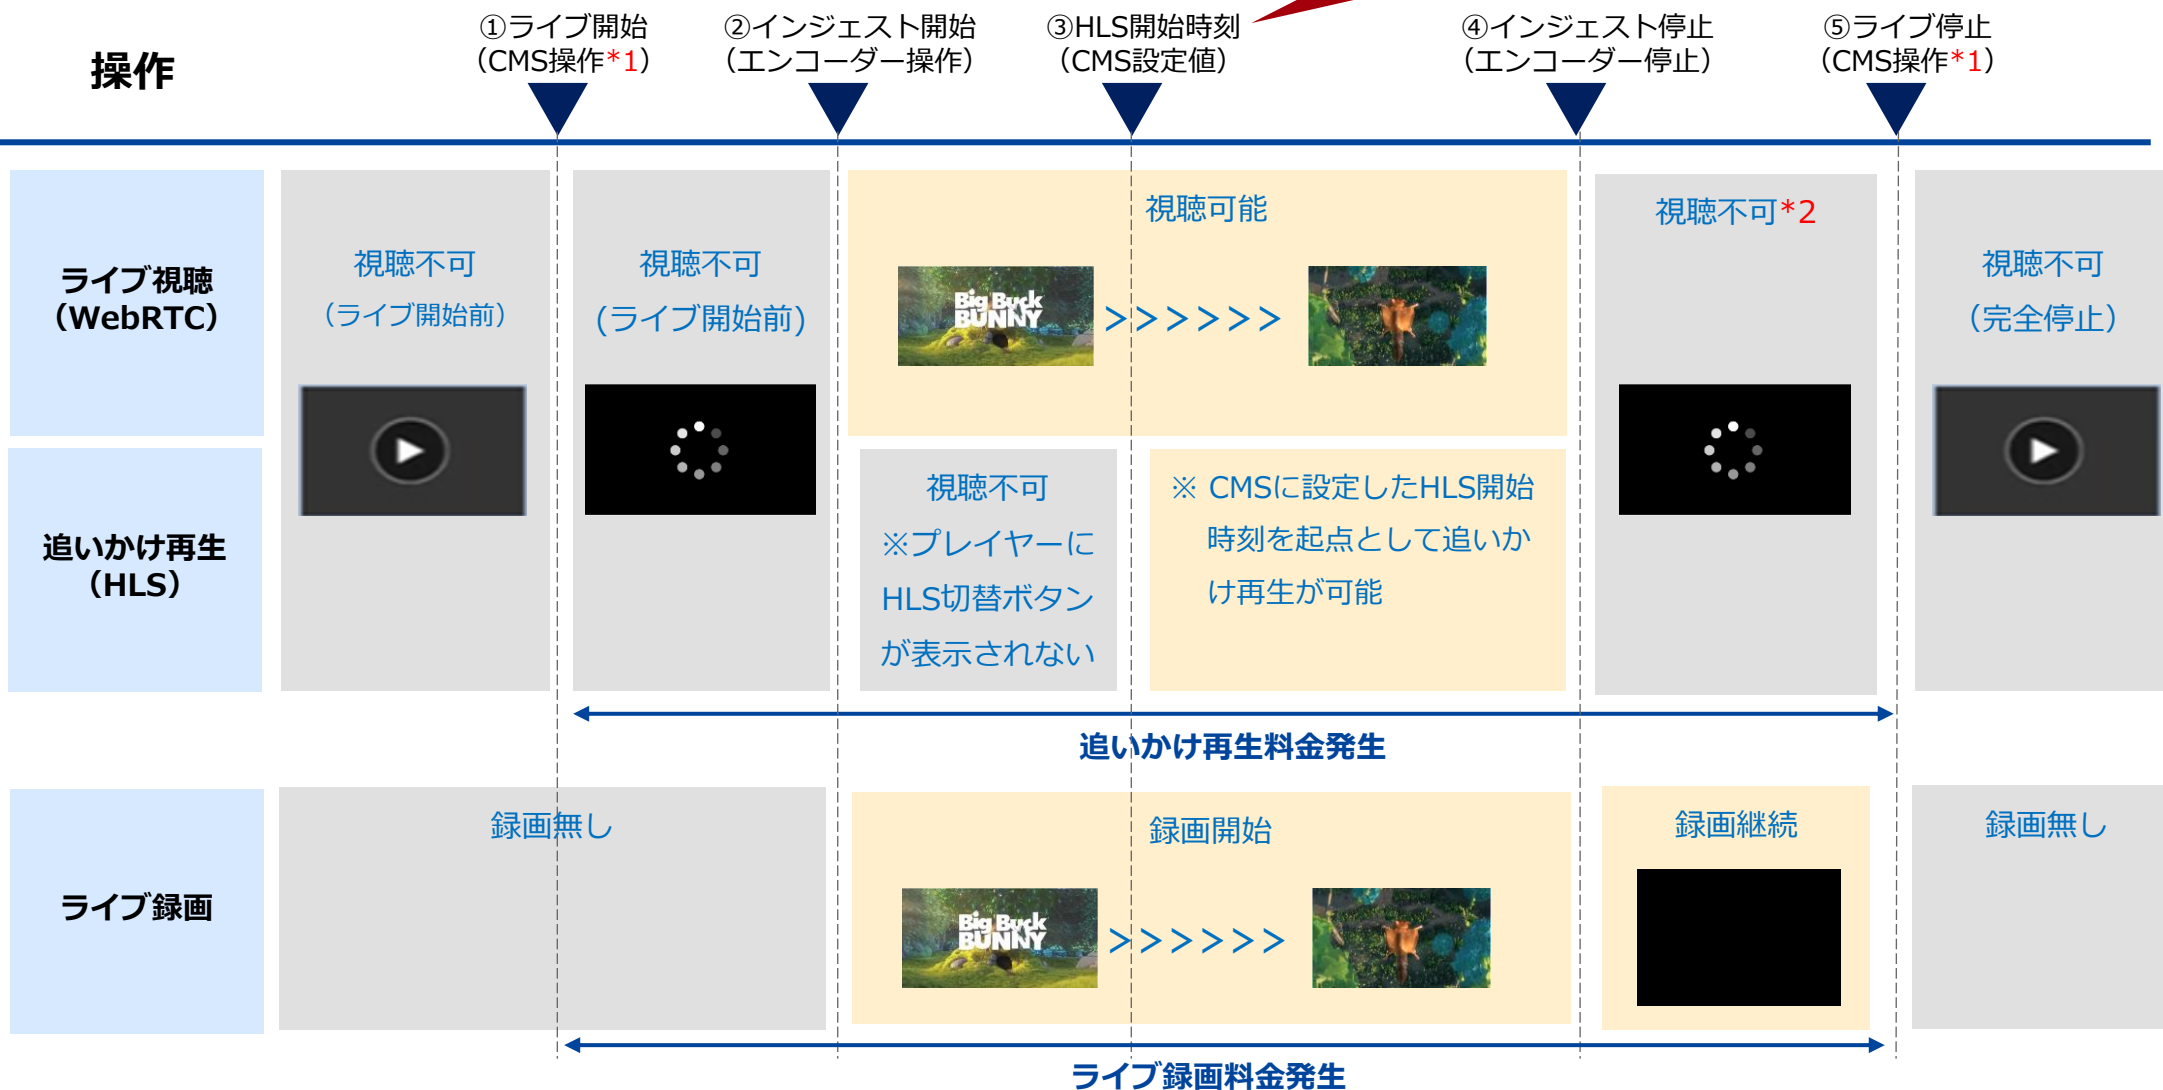 操作
①ライブ開始
（CMS操作*1）
②インジェスト開始
（エンコーダー操作）
③HLS開始時刻
（CMS設定値）
④インジェスト停止
（エンコーダー停止）
⑤ライブ停止
（CMS操作*1）
ライブ視聴
（WebRTC）
視聴不可
（ライブ開始前）
視聴不可
(ライブ開始前)
視聴可能
Big Buck
BUNNY
>>>>>>
視聴不可*2
視聴不可
（完全停止）
追いかけ再生
（HLS）
視聴不可
※プレイヤーに
HLS切替ボタン
が表示されない
※ CMSに設定したHLS開始
時刻を起点として追いか
け再生が可能
追いかけ再生料金発生
ライブ録画
録画無し
録画開始
Big Buck
BUNNY
>>>>>>
録画継続
録画無し
ライブ録画料金発生